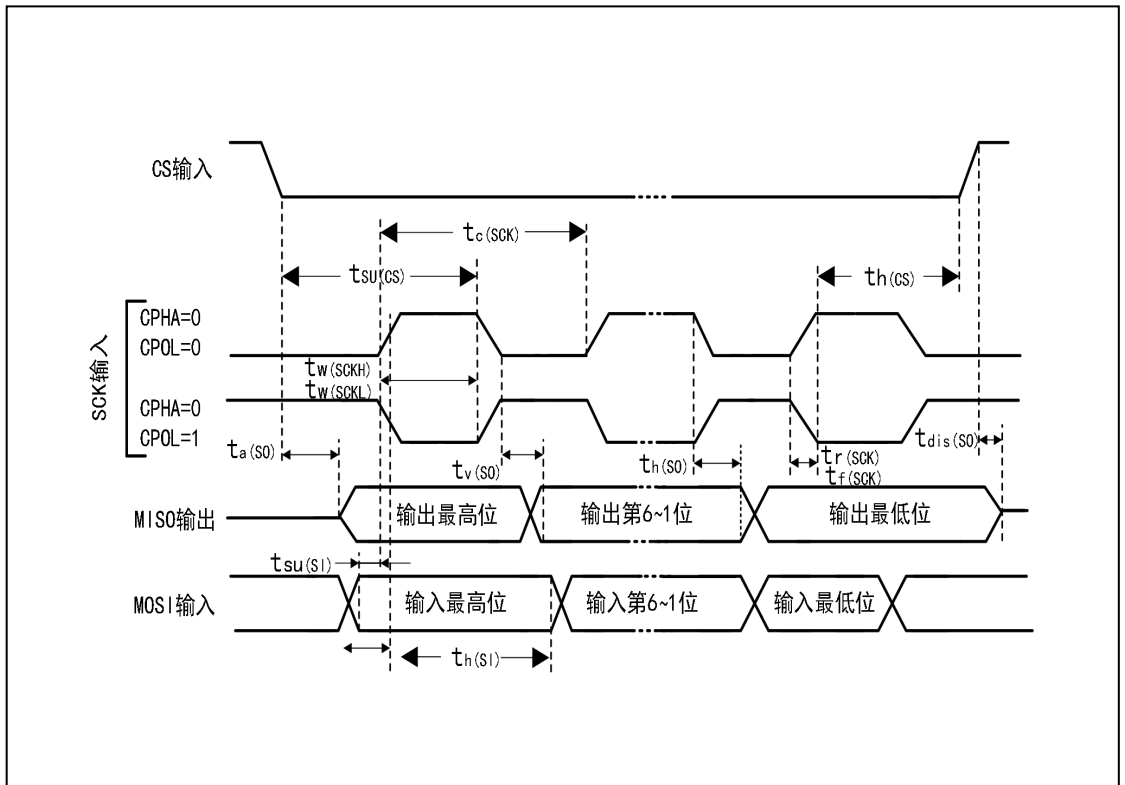 CS输入
tc(SCK)
tSU(CS)
th(CS)
SCK输入
CPHA=0
CPOL=0
tw(SCKH)
tw(SCKL)
CPHA=0
CPOL=1
ta(SO)
tv(SO)
th(SO)
tr(SCK)
tf(SCK)
tdis(SO)
MISO输出
输出最高位
输出第6~1位
输出最低位
tsu(SI)
MOSI输入
输入最高位
输入第6~1位
输入最低位
th(SI)